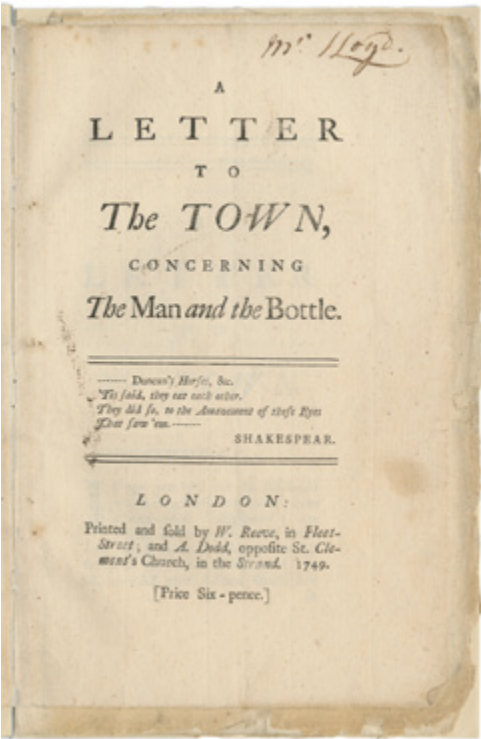 Mr. Lloyd.
A
LETTER
TO
The TOWN,
CONCERNING
The Man and the Bottle.
——— Duncan's Horses, &c.
'Tis said, they eat each other.
They did so, to the Amazement of these Eyes
That saw 'em. ———
SHAKESPEAR.
LONDON:
Printed and sold by W. Reeve, in Fleet-
Street; and A. Dodd, opposite St. Cle-
ment's Church, in the Strand. 1749.
[Price Six-pence.]